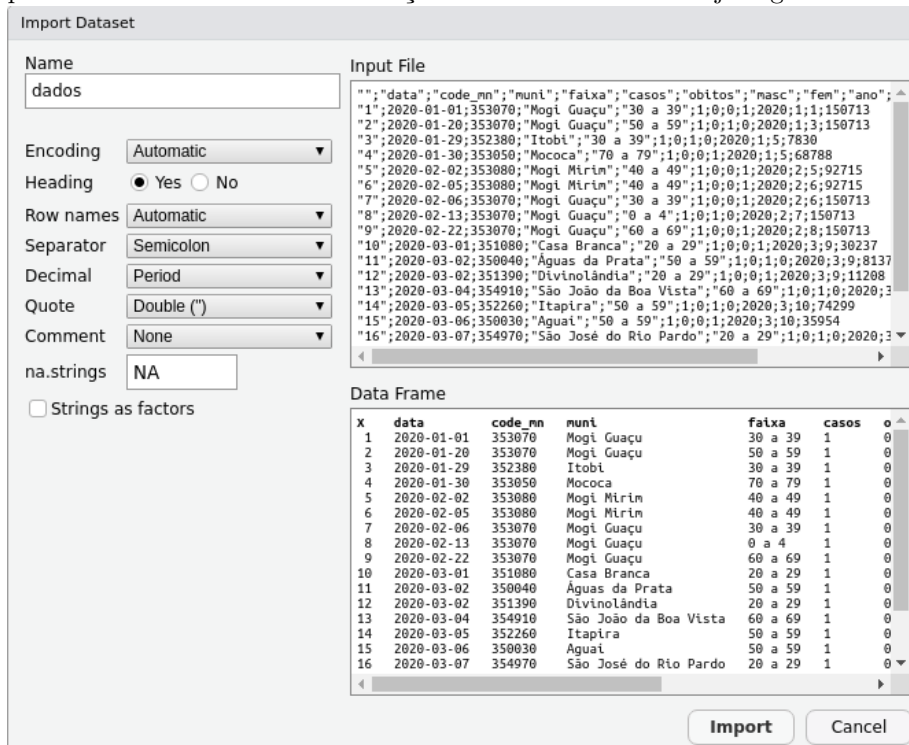 Import Dataset
Name
dados
Encoding Automatic
Heading Yes No
Row names Automatic
Separator Semicolon
Decimal Period
Quote Double (")
Comment None
na.strings NA
Strings as factors
Input File
"";"data";"code_mn";"muni";"faixa";"casos";"obitos";"masc";"fem";"ano";
"1";2020-01-01;353070;"Mogi Guaçu";"30 a 39";1;0;0;1;2020;1;1;150713
"2";2020-01-20;353070;"Mogi Guaçu";"50 a 59";1;0;1;0;2020;1;3;150713
"3";2020-01-29;352380;"Itobi";"30 a 39";1;0;1;0;2020;1;5;7830
"4";2020-01-30;353050;"Mococa";"70 a 79";1;0;0;1;2020;1;5;68788
"5";2020-02-02;353080;"Mogi Mirim";"40 a 49";1;0;0;1;2020;2;5;92715
"6";2020-02-05;353080;"Mogi Mirim";"40 a 49";1;0;0;1;2020;2;6;92715
"7";2020-02-06;353070;"Mogi Guaçu";"30 a 39";1;0;0;1;2020;2;6;150713
"8";2020-02-13;353070;"Mogi Guaçu";"0 a 4";1;0;1;0;2020;2;7;150713
"9";2020-02-22;353070;"Mogi Guaçu";"60 a 69";1;0;0;1;2020;2;8;150713
"10";2020-03-01;351080;"Casa Branca";"20 a 29";1;0;0;1;2020;3;9;30237
"11";2020-03-02;350040;"Águas da Prata";"50 a 59";1;0;1;0;2020;3;9;8137
"12";2020-03-02;351390;"Divinolândia";"20 a 29";1;0;0;1;2020;3;9;11208
"13";2020-03-04;354910;"São João da Boa Vista";"60 a 69";1;0;1;0;2020;3
"14";2020-03-05;352260;"Itapira";"50 a 59";1;0;1;0;2020;3;10;74299
"15";2020-03-06;350030;"Aguaí";"50 a 59";1;0;0;1;2020;3;10;35954
"16";2020-03-07;354970;"São José do Rio Pardo";"20 a 29";1;0;1;0;2020;3
Data Frame
X data code_mn muni faixa casos o
1 2020-01-01 353070 Mogi Guaçu 30 a 39 1 0
2 2020-01-20 353070 Mogi Guaçu 50 a 59 1 0
3 2020-01-29 352380 Itobi 30 a 39 1 0
4 2020-01-30 353050 Mococa 70 a 79 1 0
5 2020-02-02 353080 Mogi Mirim 40 a 49 1 0
6 2020-02-05 353080 Mogi Mirim 40 a 49 1 0
7 2020-02-06 353070 Mogi Guaçu 30 a 39 1 0
8 2020-02-13 353070 Mogi Guaçu 0 a 4 1 0
9 2020-02-22 353070 Mogi Guaçu 60 a 69 1 0
10 2020-03-01 351080 Casa Branca 20 a 29 1 0
11 2020-03-02 350040 Águas da Prata 50 a 59 1 0
12 2020-03-02 351390 Divinolândia 20 a 29 1 0
13 2020-03-04 354910 São João da Boa Vista 60 a 69 1 0
14 2020-03-05 352260 Itapira 50 a 59 1 0
15 2020-03-06 350030 Aguaí 50 a 59 1 0
16 2020-03-07 354970 São José do Rio Pardo 20 a 29 1 0
Import Cancel